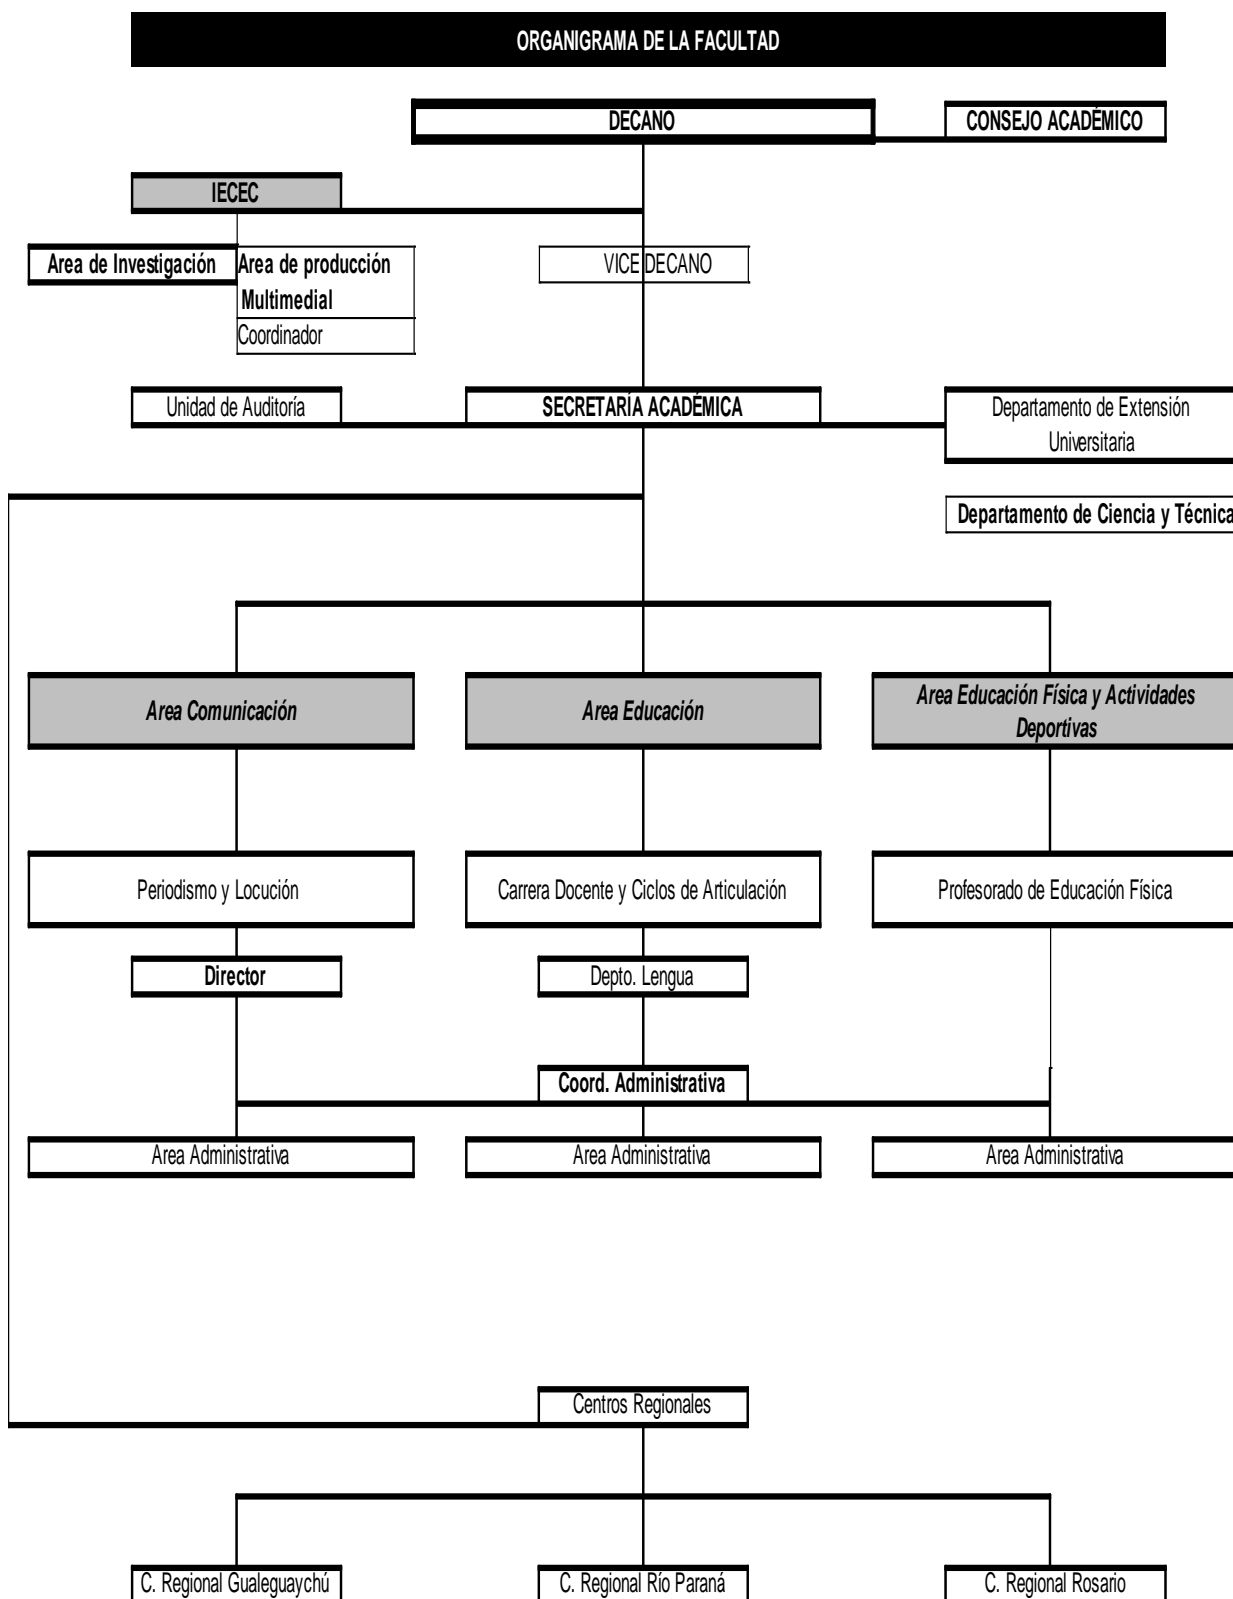 ORGANIGRAMA DE LA FACULTAD
DECANO
CONSEJO ACADÉMICO
IECEC
Area de Investigación
Area de producción
Multimedial
Coordinador
VICE DECANO
Unidad de Auditoría
SECRETARÍA ACADÉMICA
Departamento de Extensión
Universitaria
Departamento de Ciencia y Técnica
Area Comunicación
Area Educación
Area Educación Física y Actividades
Deportivas
Periodismo y Locución
Carrera Docente y Ciclos de Articulación
Profesorado de Educación Física
Director
Depto. Lengua
Coord. Administrativa
Area Administrativa
Area Administrativa
Area Administrativa
Centros Regionales
C. Regional Gualeguaychú
C. Regional Río Paraná
C. Regional Rosario